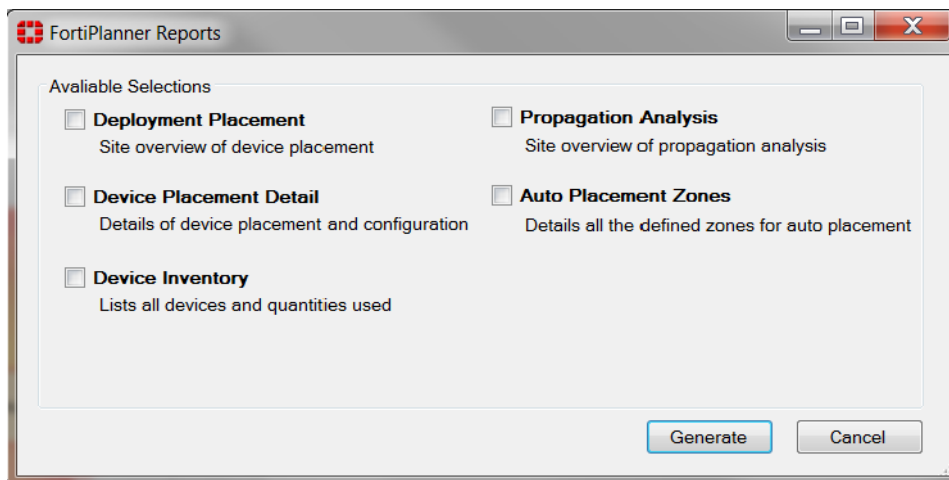 FortiPlanner Reports
Avaliable Selections
Deployment Placement
Site overview of device placement
Device Placement Detail
Details of device placement and configuration
Device Inventory
Lists all devices and quantities used
Propagation Analysis
Site overview of propagation analysis
Auto Placement Zones
Details all the defined zones for auto placement
Generate
Cancel